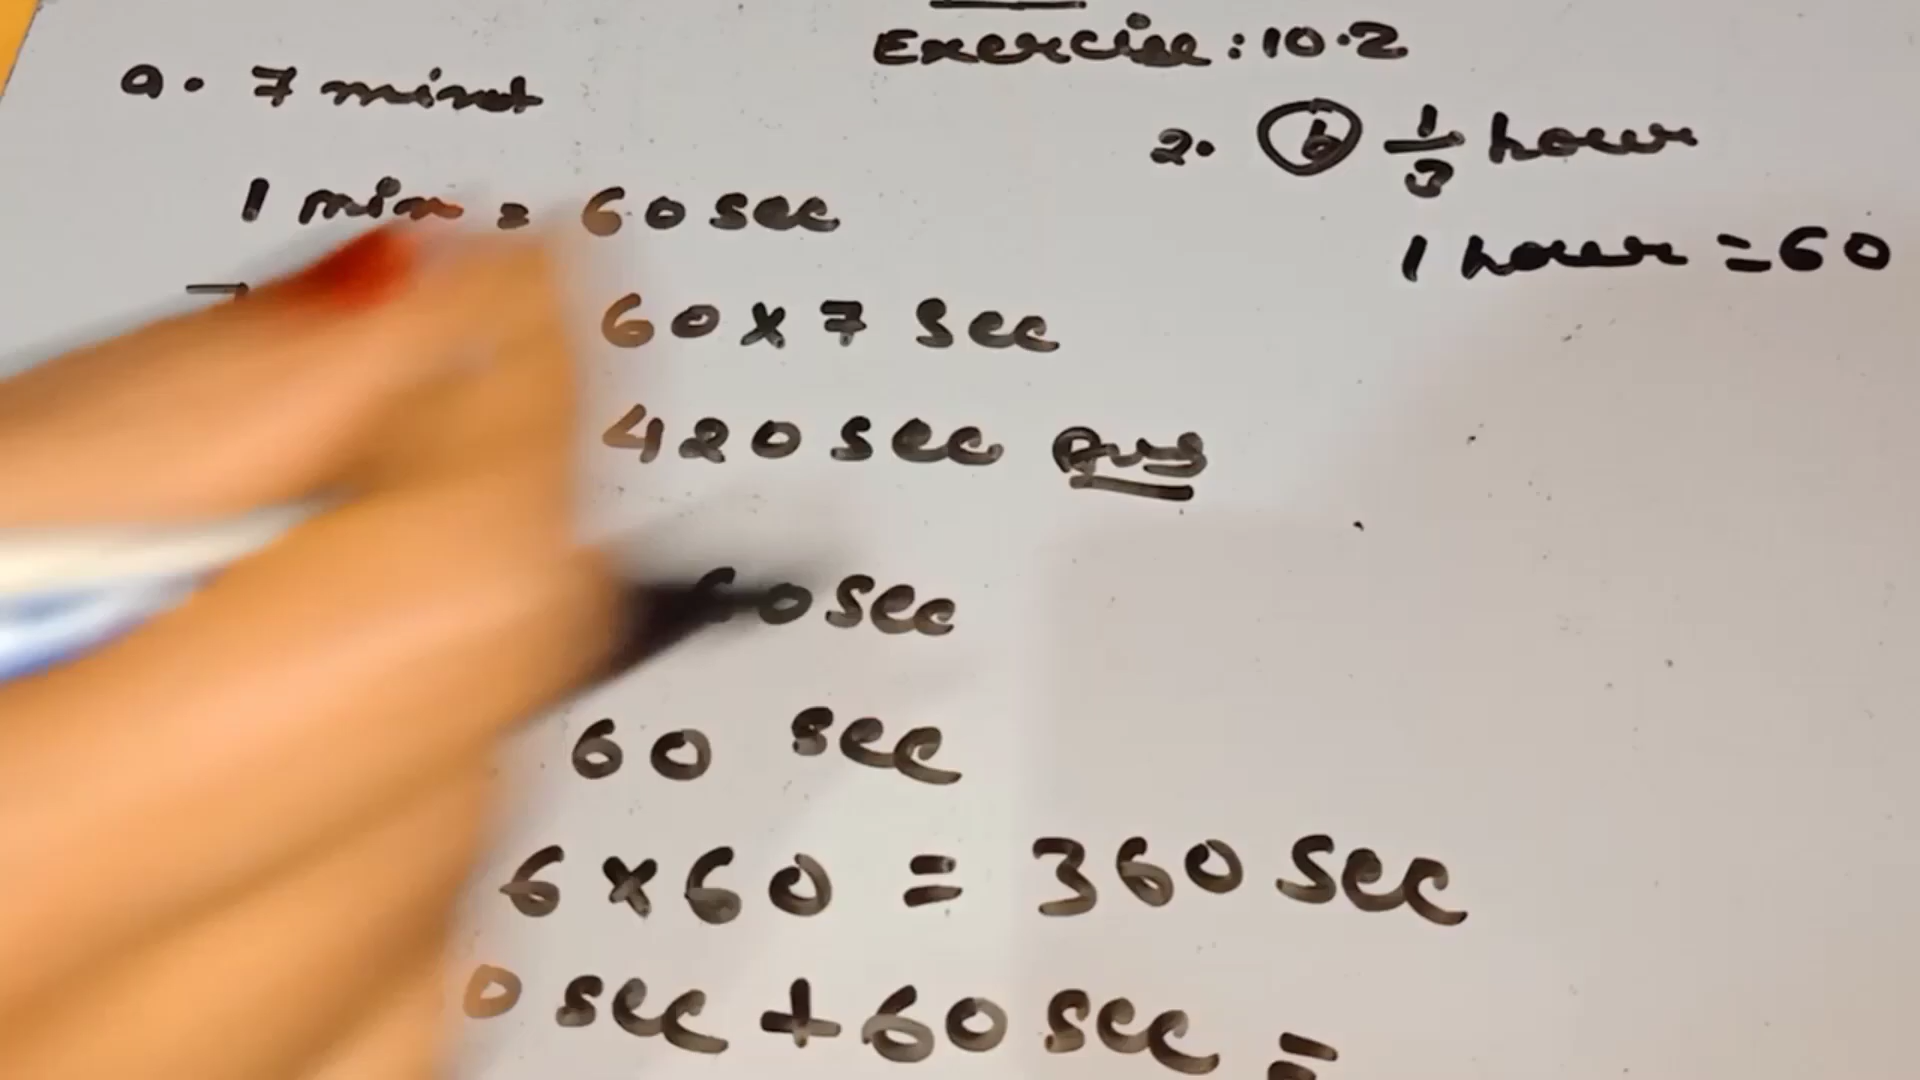 Exercise : 10.2
a. 7 minut
1 min = 60 sec
60 x 7 sec
420 sec Ans
60 sec
60 sec
6 x 60 = 360 sec
0 sec + 60 sec =
2. b 1/3 hour
1 hour = 60